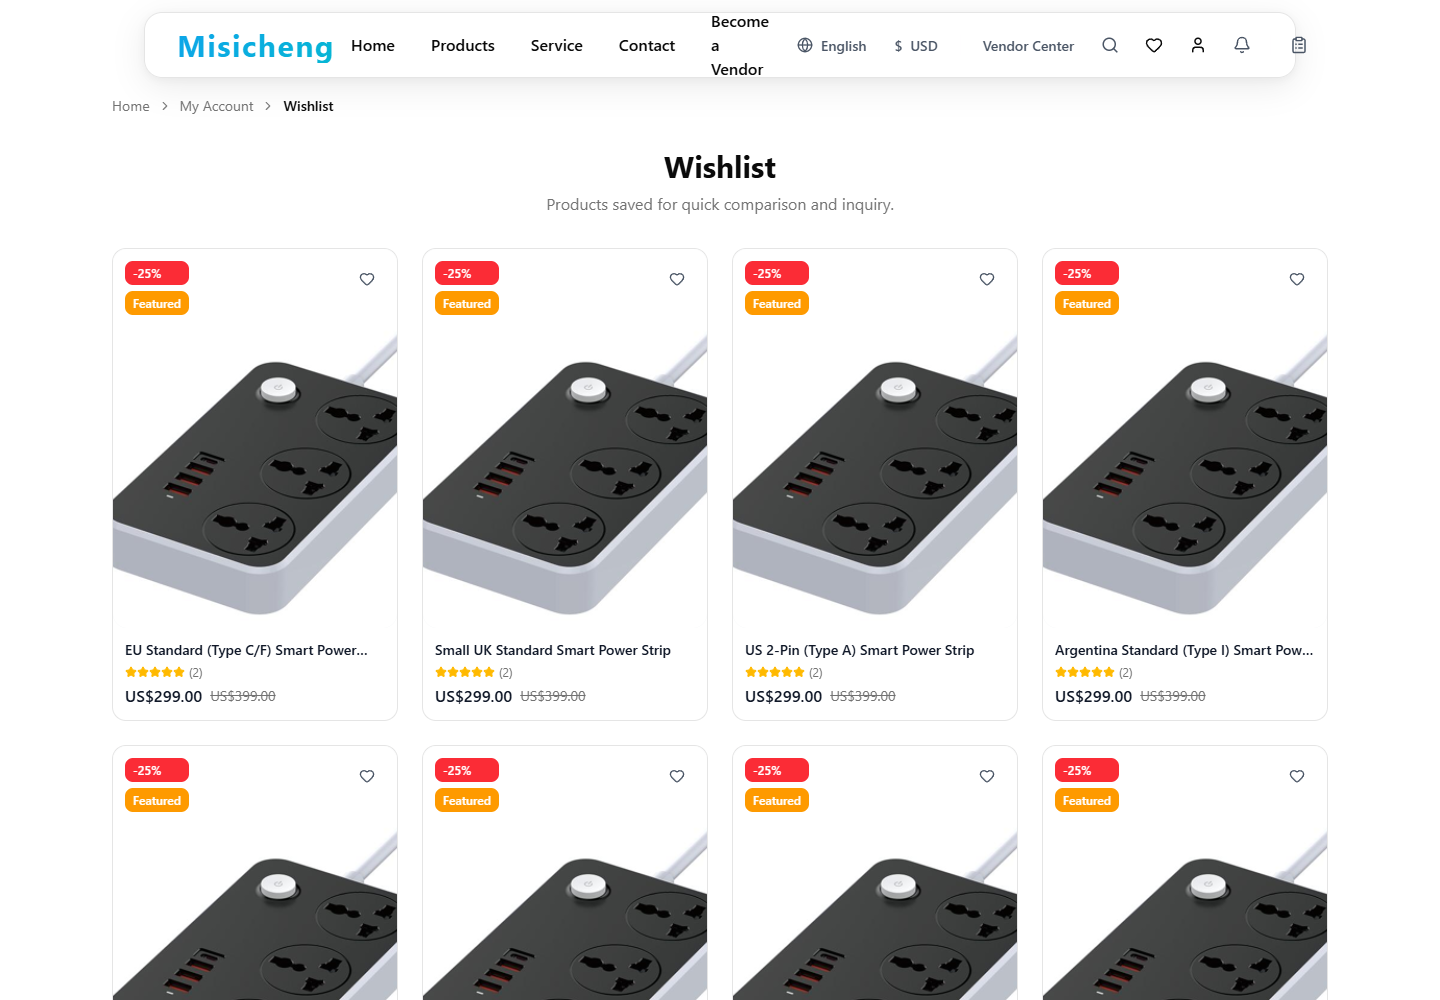 Misicheng
Home
Products
Service
Contact
Become
a
Vendor
English
$ USD
Vendor Center
Home > My Account > Wishlist
Wishlist
Products saved for quick comparison and inquiry.
-25%
Featured
EU Standard (Type C/F) Smart Power...
(2)
US$299.00 US$399.00
-25%
Featured
Small UK Standard Smart Power Strip
(2)
US$299.00 US$399.00
-25%
Featured
US 2-Pin (Type A) Smart Power Strip
(2)
US$299.00 US$399.00
-25%
Featured
Argentina Standard (Type I) Smart Pow...
(2)
US$299.00 US$399.00
-25%
Featured
-25%
Featured
-25%
Featured
-25%
Featured